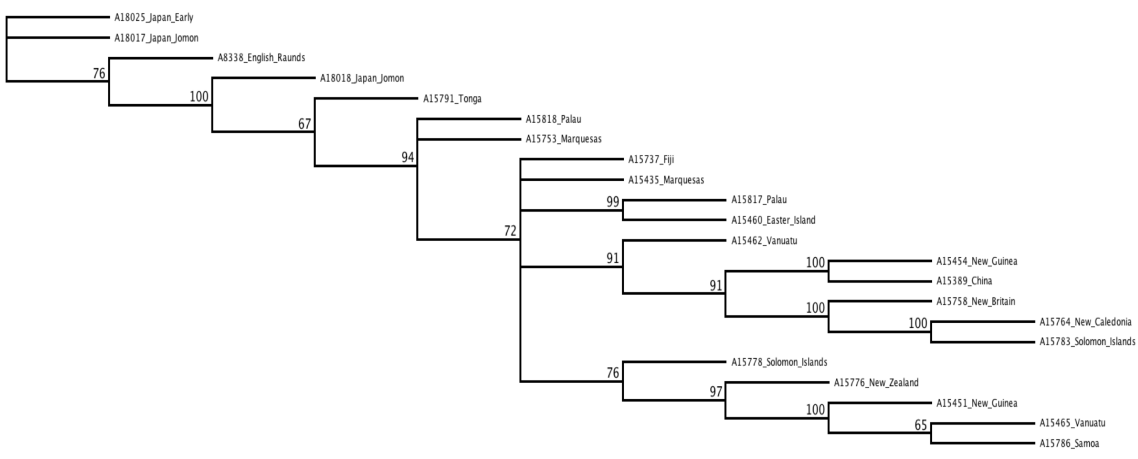 A18025_Japan_Early
A18017_Japan_Jomon
A8338_English_Raunds
76
A18018_Japan_Jomon
100
A15791_Tonga
67
A15818_Palau
A15753_Marquesas
94
A15737_Fiji
A15435_Marquesas
A15817_Palau
99
A15460_Easter_Island
72
A15462_Vanuatu
91
A15454_New_Guinea
100
A15389_China
91
A15758_New_Britain
100
A15764_New_Caledonia
100
A15783_Solomon_Islands
A15778_Solomon_Islands
76
A15776_New_Zealand
97
A15451_New_Guinea
100
A15465_Vanuatu
65
A15786_Samoa